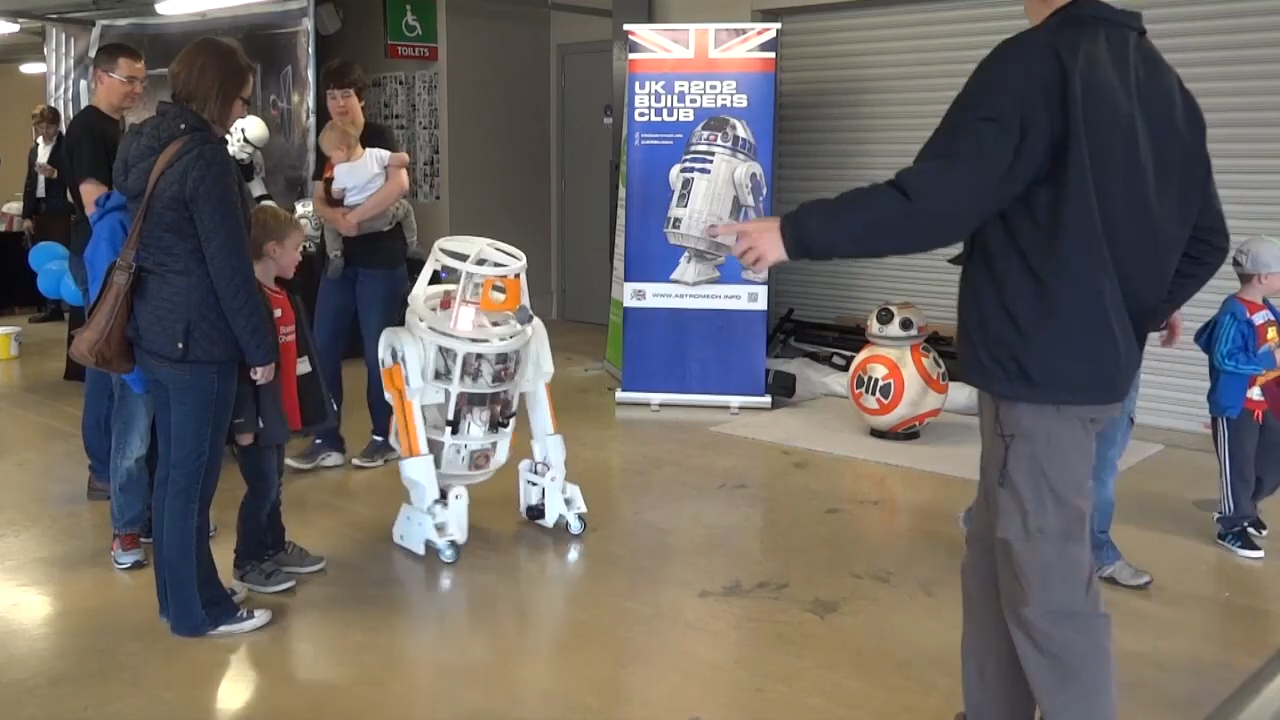 TOILETS
UK R2D2
BUILDERS
CLUB
WWW.ASTROMECH.INFO